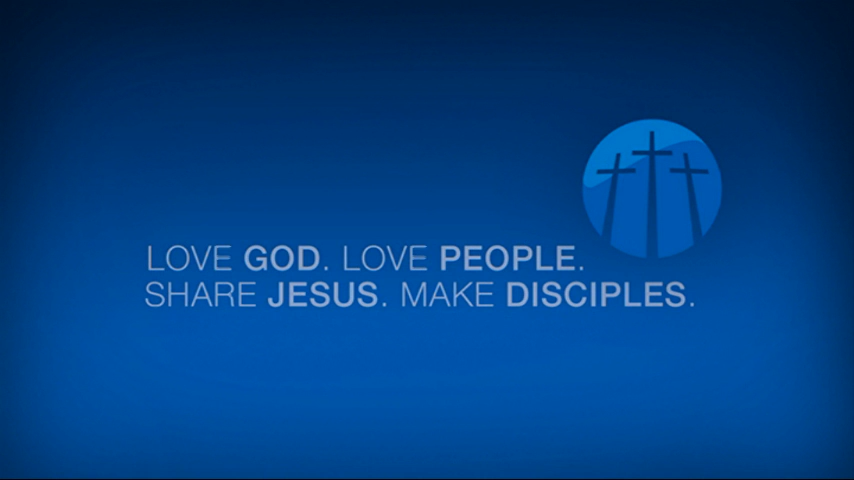 LOVE GOD. LOVE PEOPLE.
SHARE JESUS. MAKE DISCIPLES.